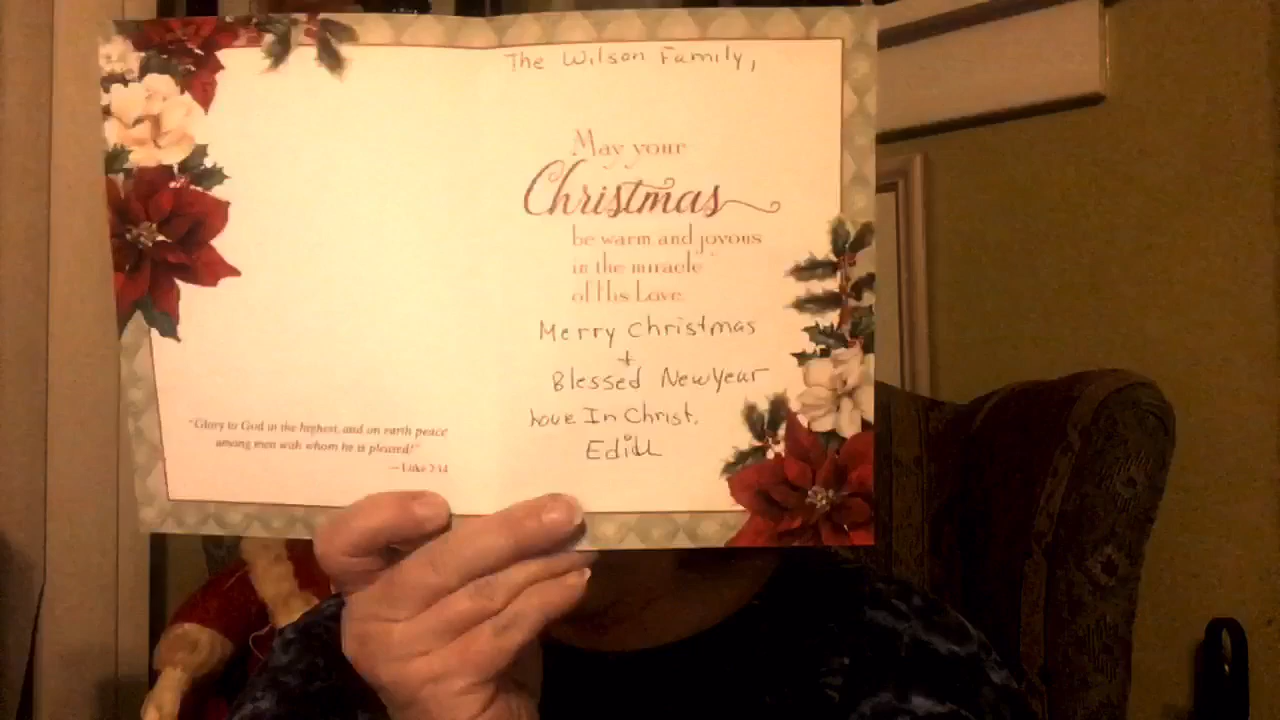 The Wilson Family,
May your
Christmas
be warm and joyous
in the miracle
of His Love.
Merry Christmas
+
Blessed New Year
Love In Christ,
Edith
"Glory to God in the highest, and on earth peace
among men with whom he is pleased!"
—Luke 2:14